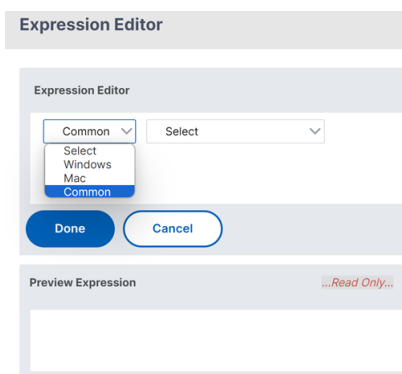 Expression Editor
Expression Editor
Common Select
Select
Windows
Mac
Common
Done Cancel
Preview Expression ...Read Only...